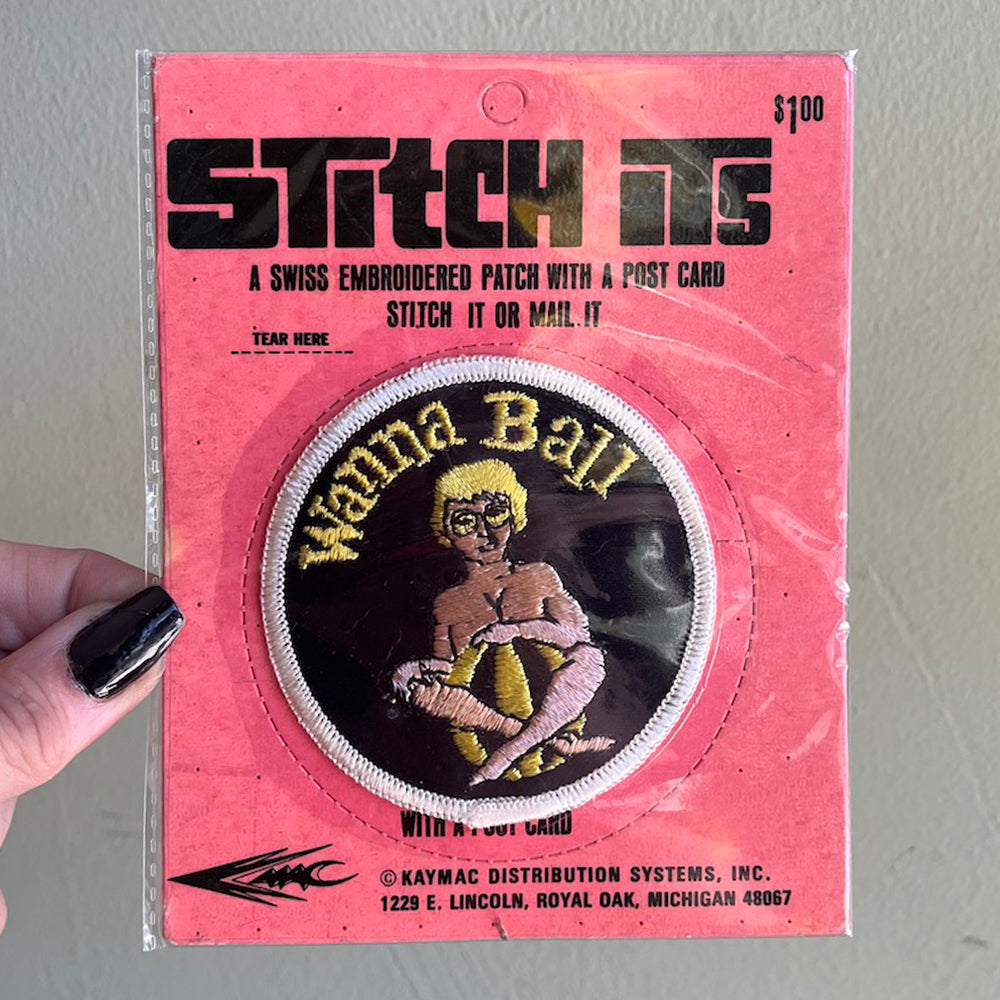 $1.00
STitCH iTs
A SWISS EMBROIDERED PATCH WITH A POST CARD
STITCH IT OR MAIL IT
TEAR HERE
Wanna Ball
WITH A POST CARD
KMC
© KAYMAC DISTRIBUTION SYSTEMS, INC.
1229 E. LINCOLN, ROYAL OAK, MICHIGAN 48067